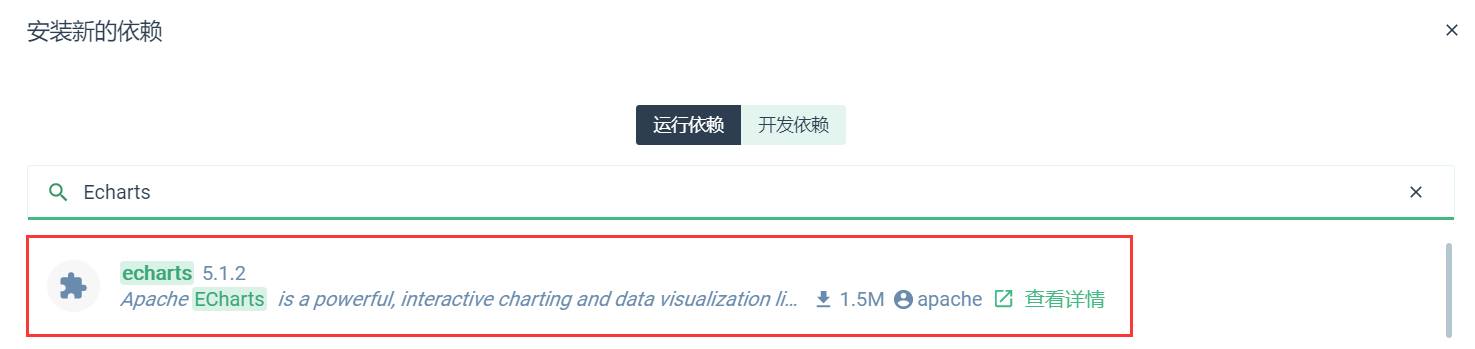 安装新的依赖
运行依赖 开发依赖
Echarts
echarts 5.1.2
Apache ECharts is a powerful, interactive charting and data visualization li... 1.5M apache 查看详情